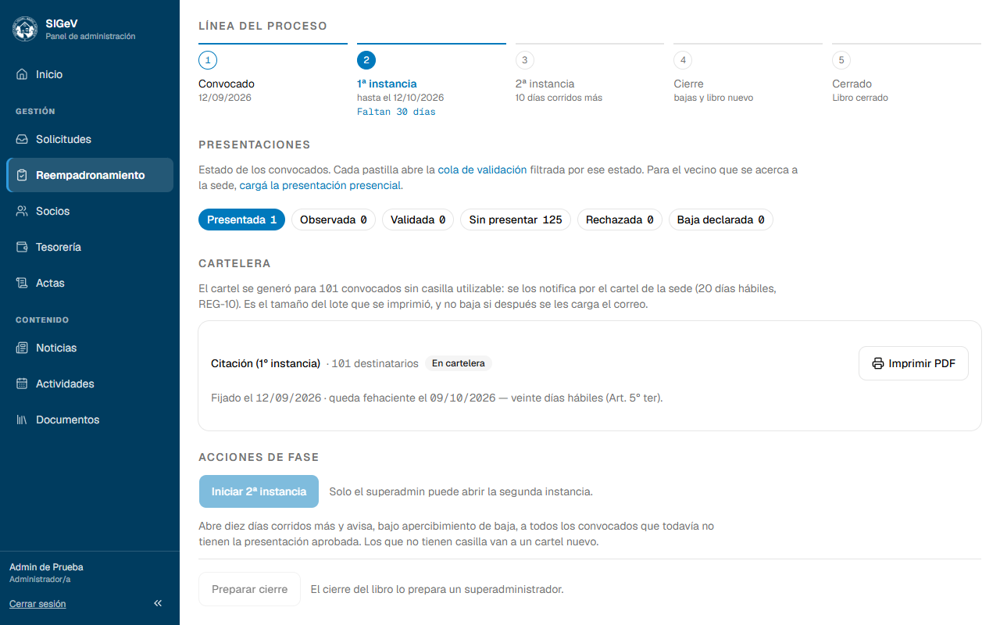 SIGeV
Panel de administración
Inicio
GESTIÓN
Solicitudes
Reempadronamiento
Socios
Tesorería
Actas
CONTENIDO
Noticias
Actividades
Documentos
Admin de Prueba
Administrador/a
Cerrar sesión
LÍNEA DEL PROCESO
1
Convocado
12/09/2026
2
1ª instancia
hasta el 12/10/2026
Faltan 30 días
3
2ª instancia
10 días corridos más
4
Cierre
bajas y libro nuevo
5
Cerrado
Libro cerrado
PRESENTACIONES
Estado de los convocados. Cada pastilla abre la cola de validación filtrada por ese estado. Para el vecino que se acerca a
la sede, cargá la presentación presencial.
Presentada 1
Observada 0
Validada 0
Sin presentar 125
Rechazada 0
Baja declarada 0
CARTELERA
El cartel se generó para 101 convocados sin casilla utilizable: se los notifica por el cartel de la sede (20 días hábiles,
REG-10). Es el tamaño del lote que se imprimió, y no baja si después se les carga el correo.
Citación (1ª instancia) · 101 destinatarios En cartelera
Imprimir PDF
Fijado el 12/09/2026 · queda fehaciente el 09/10/2026 — veinte días hábiles (Art. 5° ter).
ACCIONES DE FASE
Iniciar 2ª instancia
Solo el superadmin puede abrir la segunda instancia.
Abre diez días corridos más y avisa, bajo apercibimiento de baja, a todos los convocados que todavía no
tienen la presentación aprobada. Los que no tienen casilla van a un cartel nuevo.
Preparar cierre
El cierre del libro lo prepara un superadministrador.